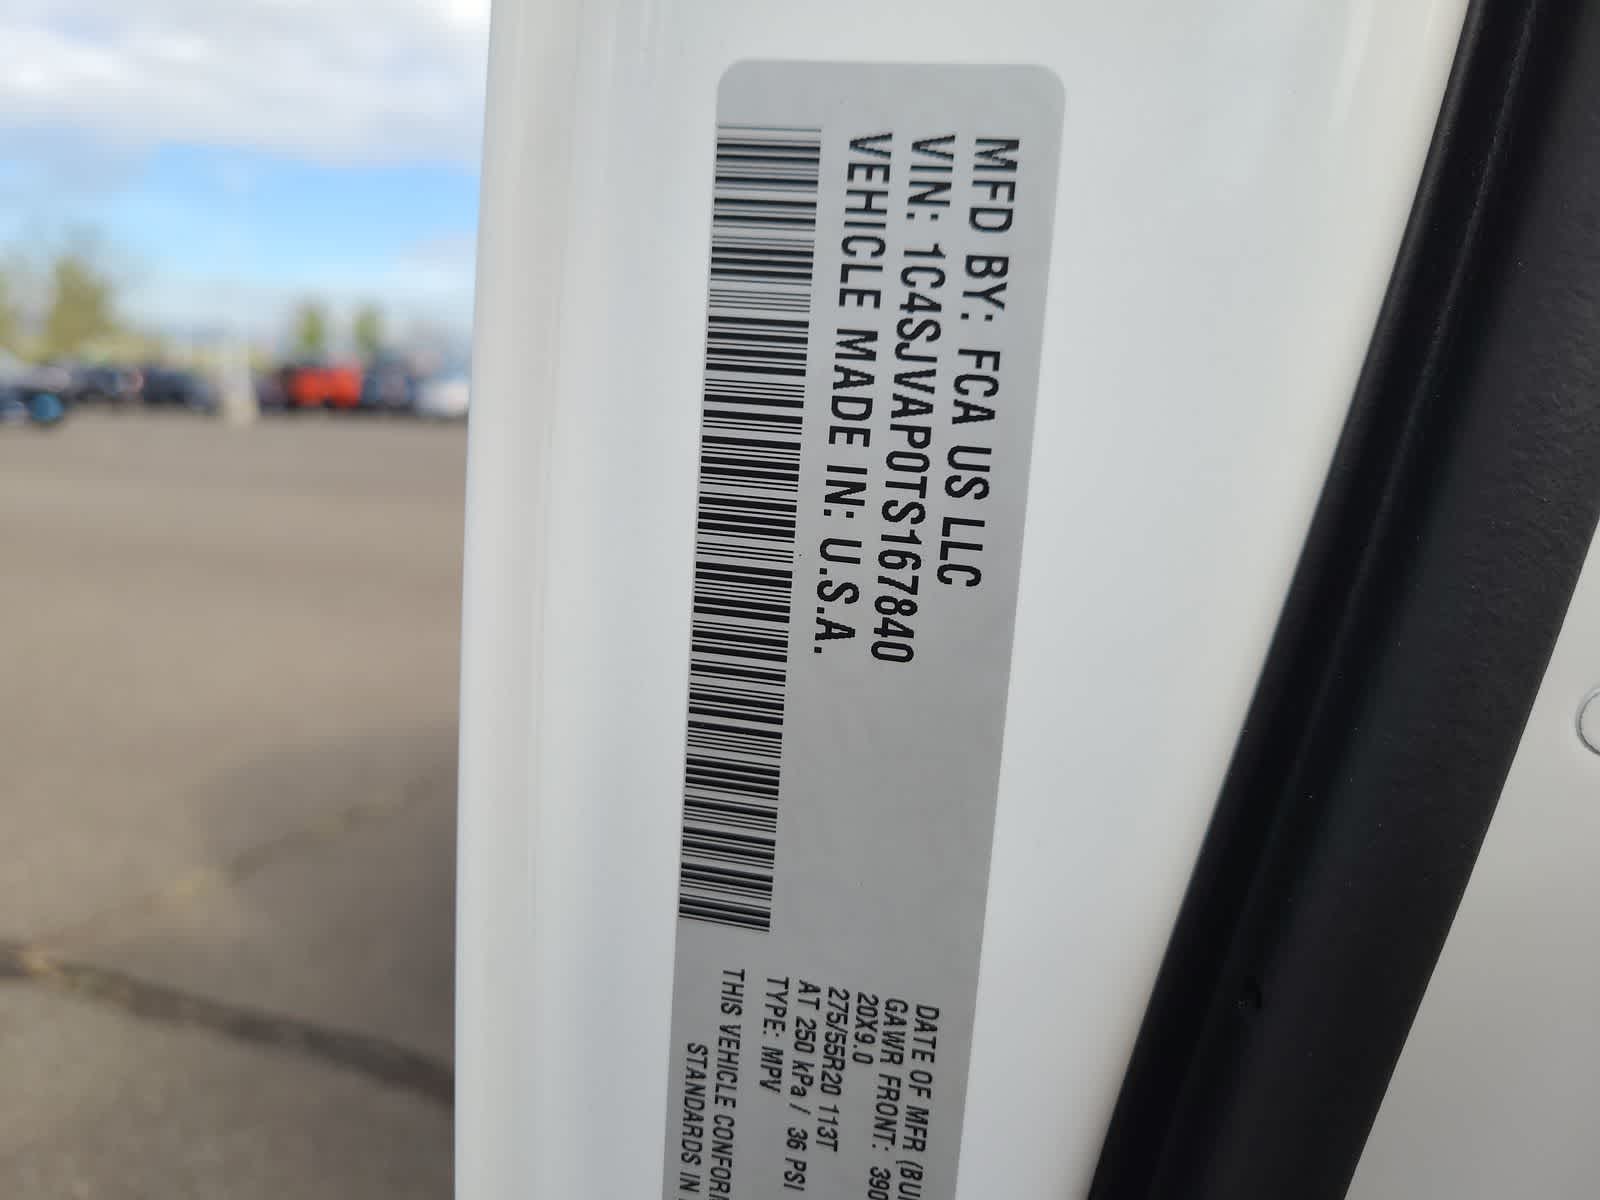 MFD BY: FCA US LLC
VIN: 1C4SJVAP0TS167840
VEHICLE MADE IN: U.S.A.
DATE OF MFR
GAWR FRONT:
20X9.0
275/55R20 113T
AT 250 kPa / 36 PSI
TYPE: MPV
THIS VEHICLE
STANDARDS IN